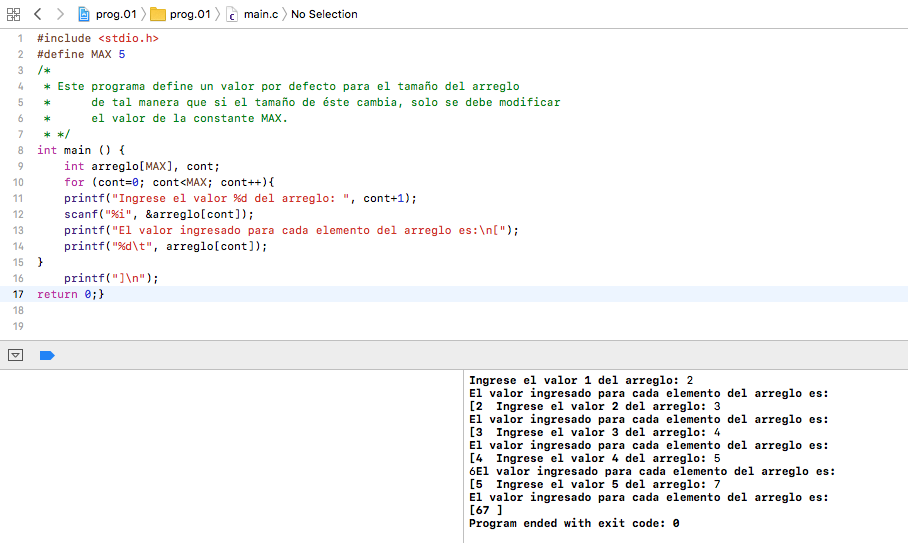 prog.01 prog.01 main.c No Selection
1 #include <stdio.h>
2 #define MAX 5
3 /*
4 * Este programa define un valor por defecto para el tamaño del arreglo
5 * de tal manera que si el tamaño de éste cambia, solo se debe modificar
6 * el valor de la constante MAX.
7 * */
8 int main () {
9 int arreglo[MAX], cont;
10 for (cont=0; cont<MAX; cont++){
11 printf("Ingrese el valor %d del arreglo: ", cont+1);
12 scanf("%i", &arreglo[cont]);
13 printf("El valor ingresado para cada elemento del arreglo es:\n[");
14 printf("%d\t", arreglo[cont]);
15 }
16 printf("]\n");
17 return 0;}
18
19
Ingrese el valor 1 del arreglo: 2
El valor ingresado para cada elemento del arreglo es:
[2 Ingrese el valor 2 del arreglo: 3
El valor ingresado para cada elemento del arreglo es:
[3 Ingrese el valor 3 del arreglo: 4
El valor ingresado para cada elemento del arreglo es:
[4 Ingrese el valor 4 del arreglo: 5
6El valor ingresado para cada elemento del arreglo es:
[5 Ingrese el valor 5 del arreglo: 7
El valor ingresado para cada elemento del arreglo es:
[67 ]
Program ended with exit code: 0